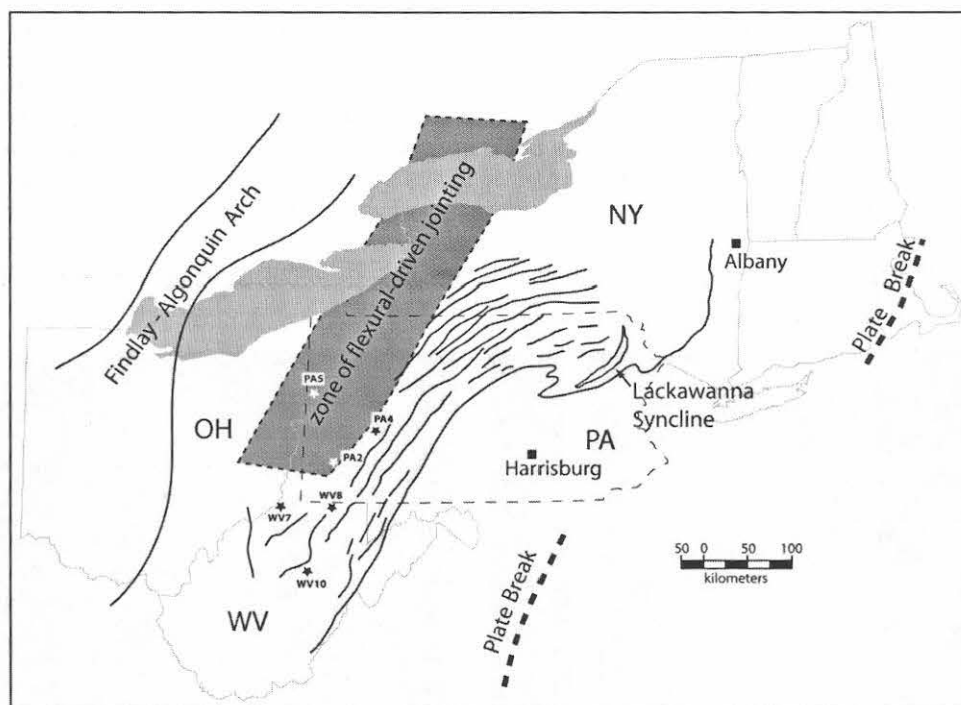 NY
Albany
Findlay - Algonquin Arch
zone of flexural-driven jointing
Plate Break
PA5
OH
PA4
PA2
Láckawanna
Syncline
PA
Harrisburg
WV7
WV8
WV10
50 0 50 100
kilometers
WV
Plate Break